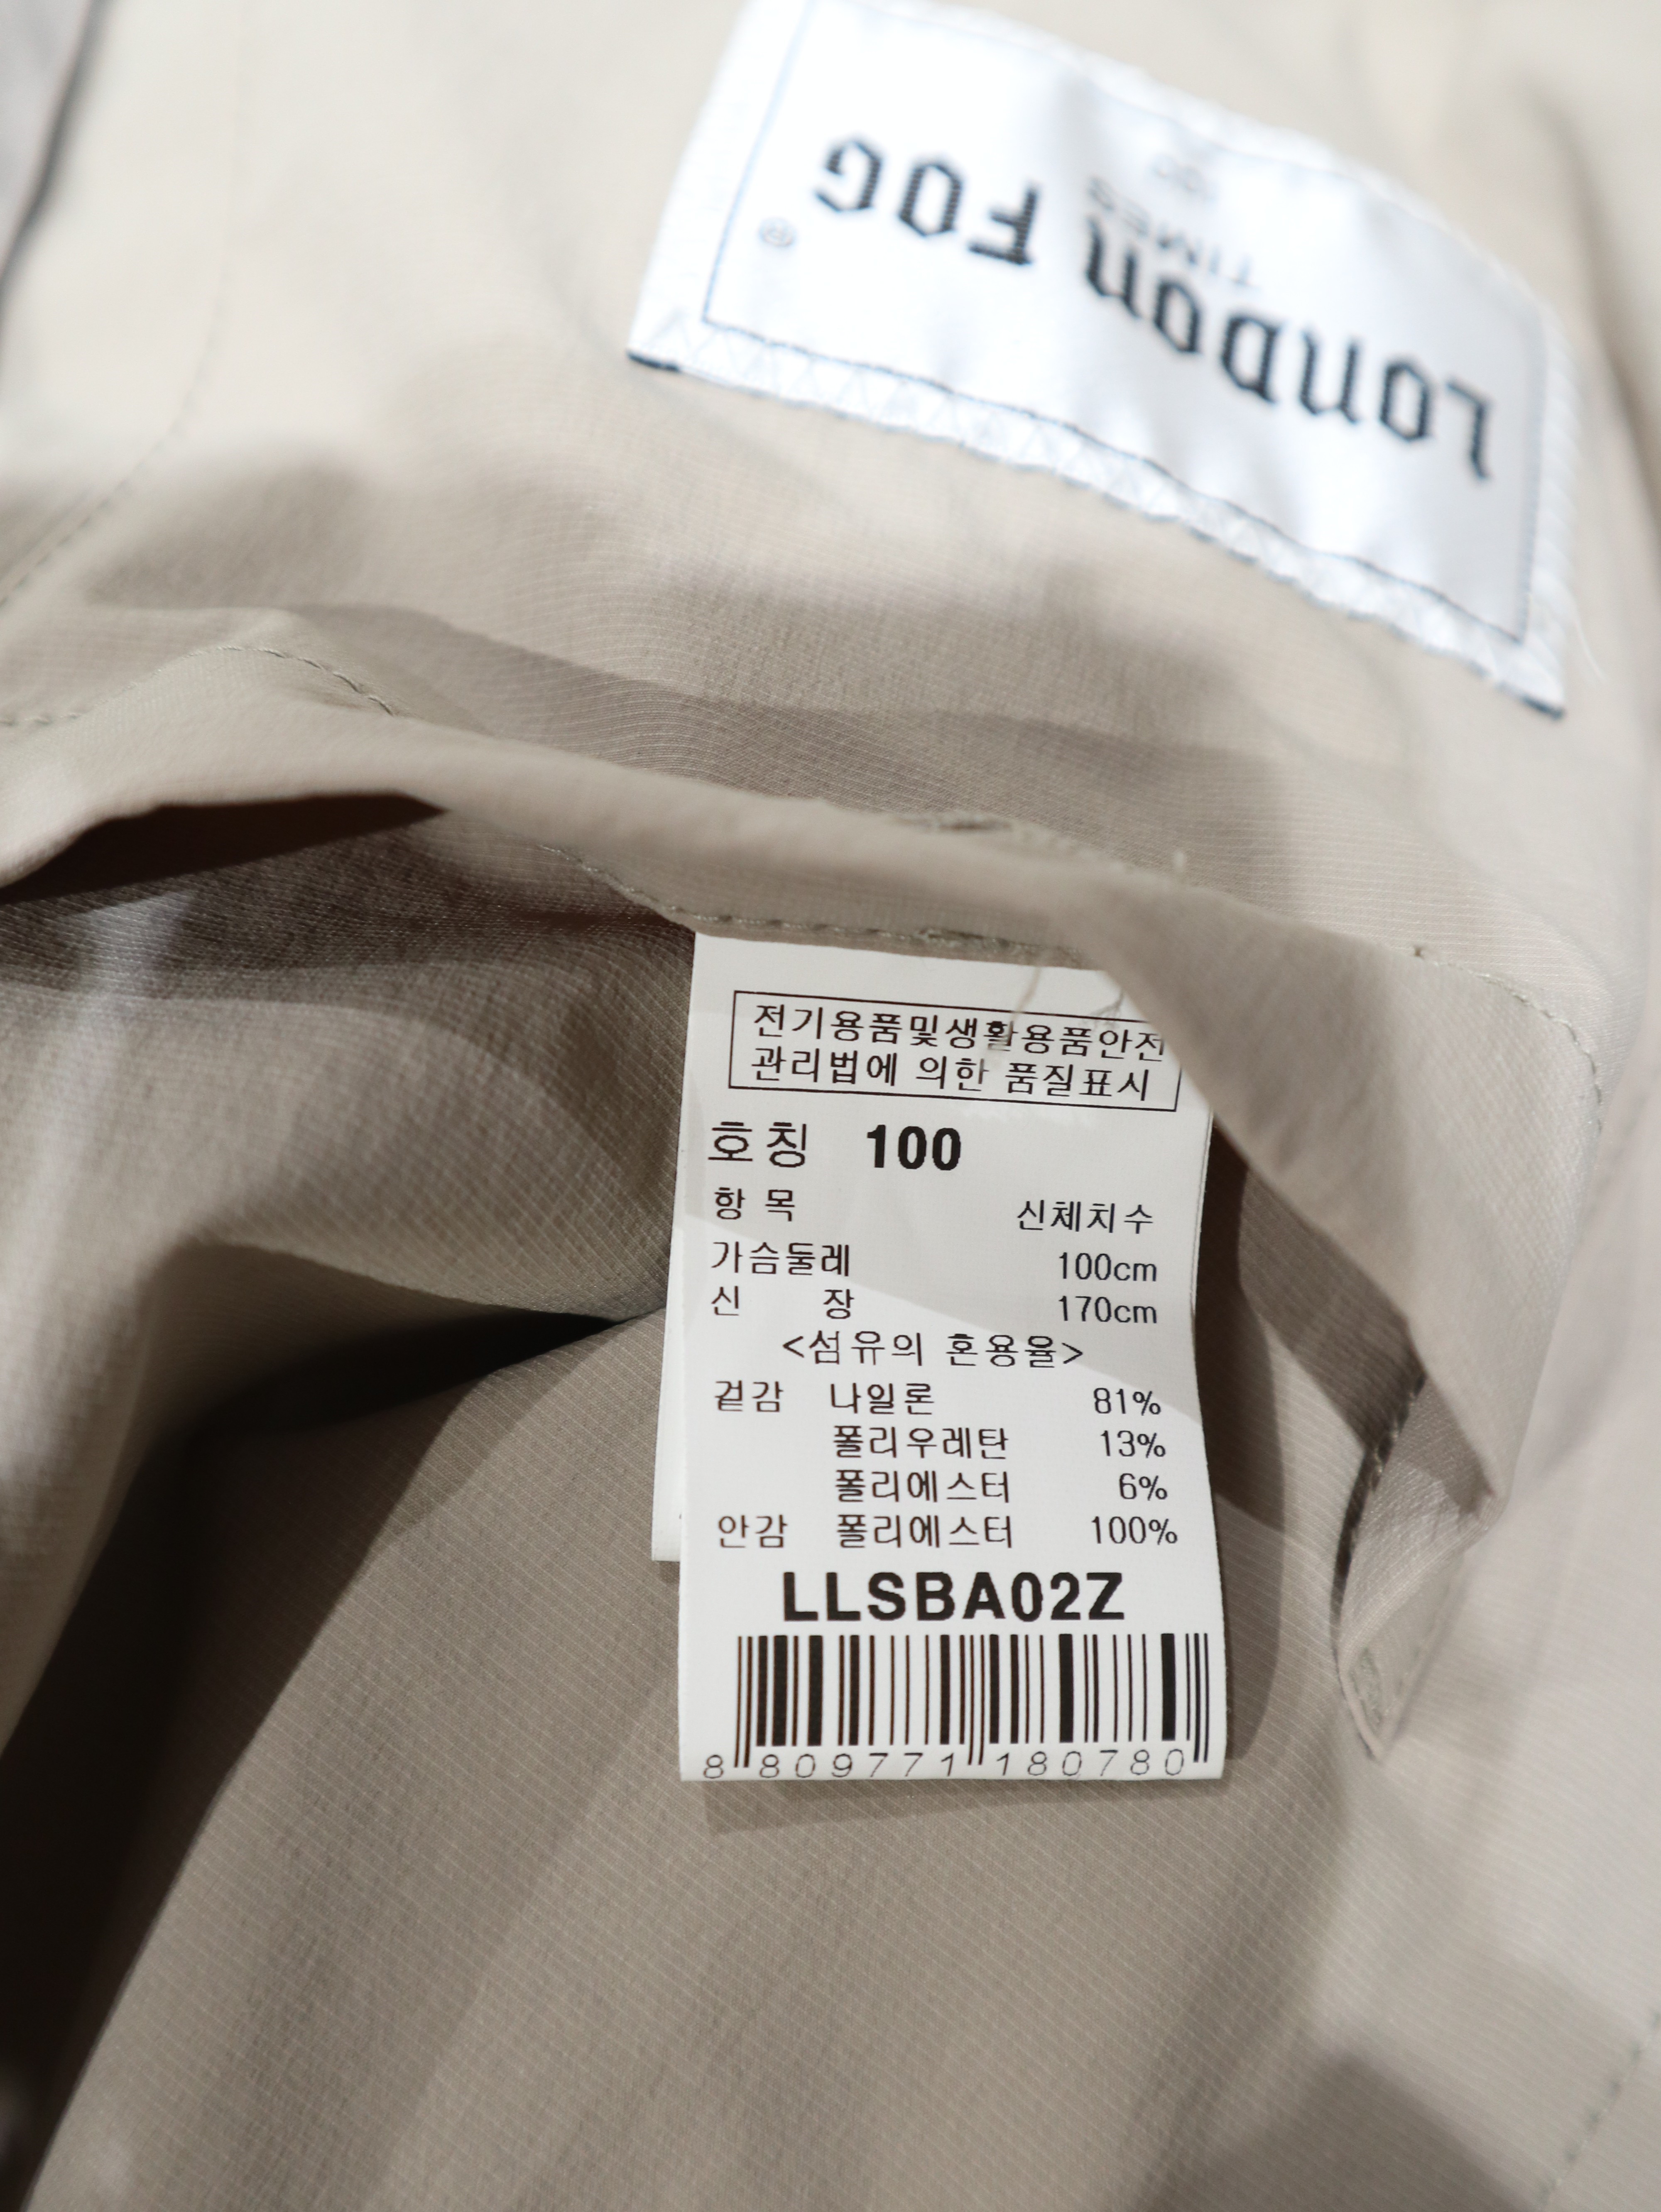 LONDON FOG
®
TIMES
전기용품및생활용품안전
관리법에 의한 품질표시
호칭 100
항 목 신체치수
가슴둘레 100cm
신 장 170cm
<섬유의 혼용율>
겉감 나일론 81%
폴리우레탄 13%
폴리에스터 6%
안감 폴리에스터 100%
LLSBA02Z
8 809771 180780